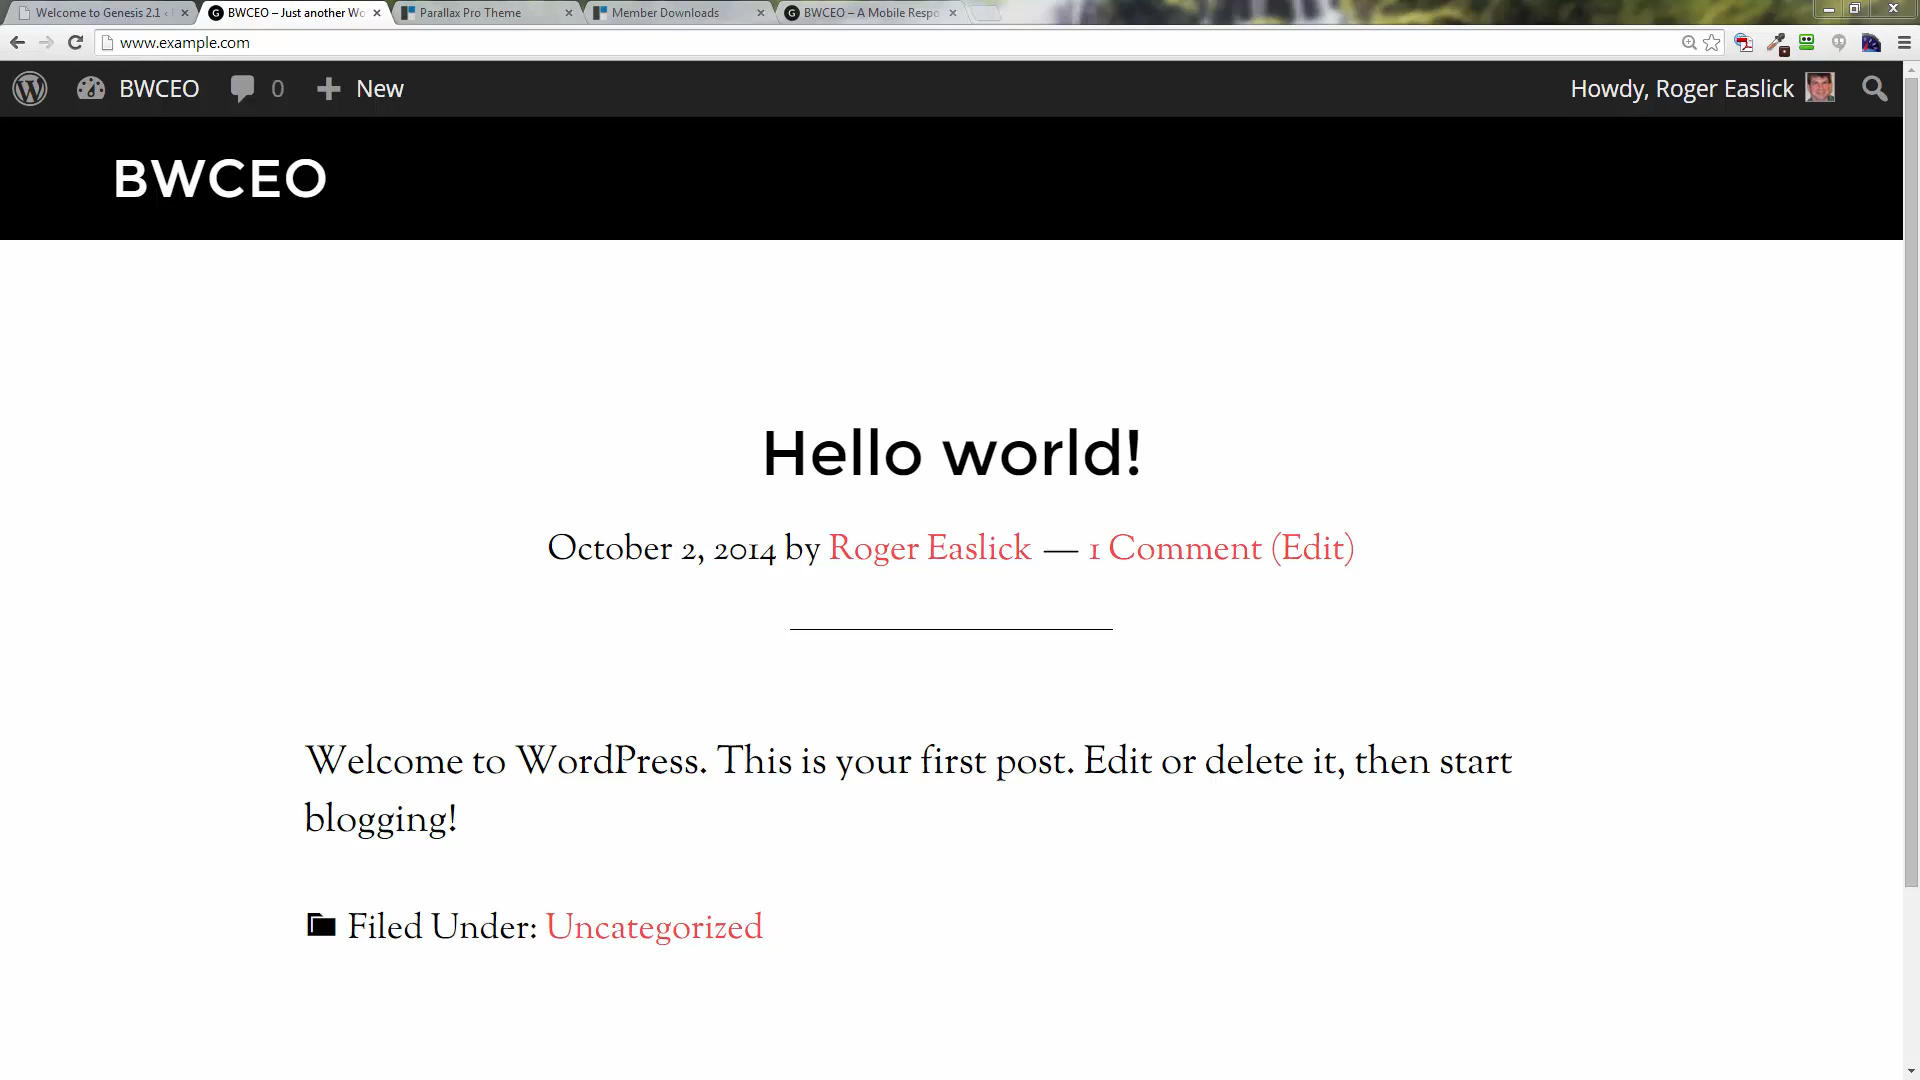 Welcome to Genesis 2.1 ‹
BWCEO – Just another Wo
Parallax Pro Theme
Member Downloads
BWCEO – A Mobile Respo
www.example.com
BWCEO
0
New
Howdy, Roger Easlick
BWCEO
Hello world!
October 2, 2014 by Roger Easlick — 1 Comment (Edit)
Welcome to WordPress. This is your first post. Edit or delete it, then start
blogging!
Filed Under: Uncategorized